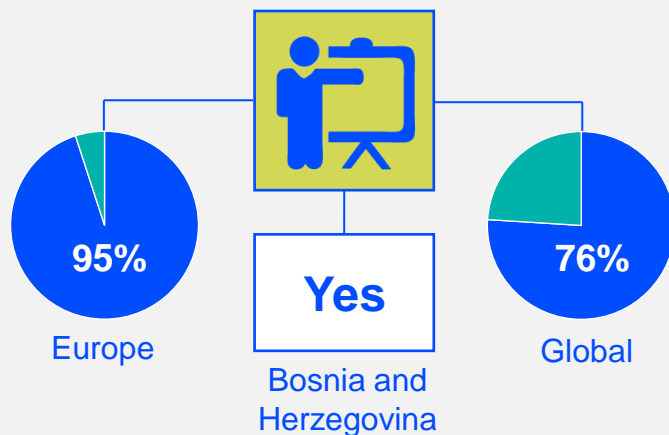 95%
Europe
Yes
Bosnia and
Herzegovina
76%
Global